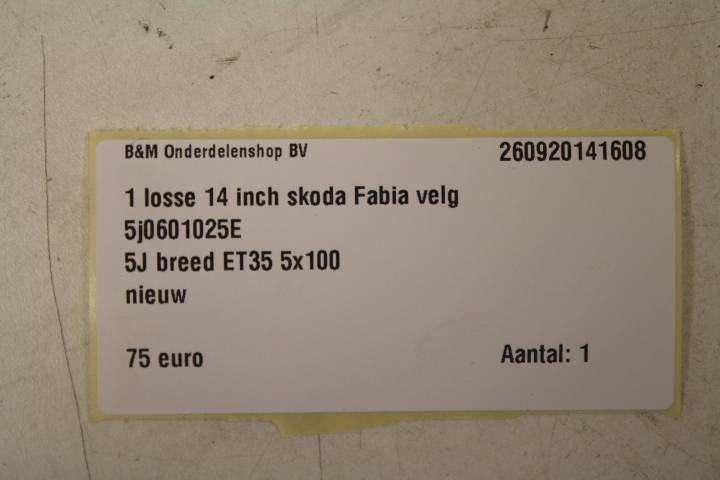 B&M Onderdelenshop BV 260920141608
1 losse 14 inch skoda Fabia velg
5j0601025E
5J breed ET35 5x100
nieuw
75 euro Aantal: 1